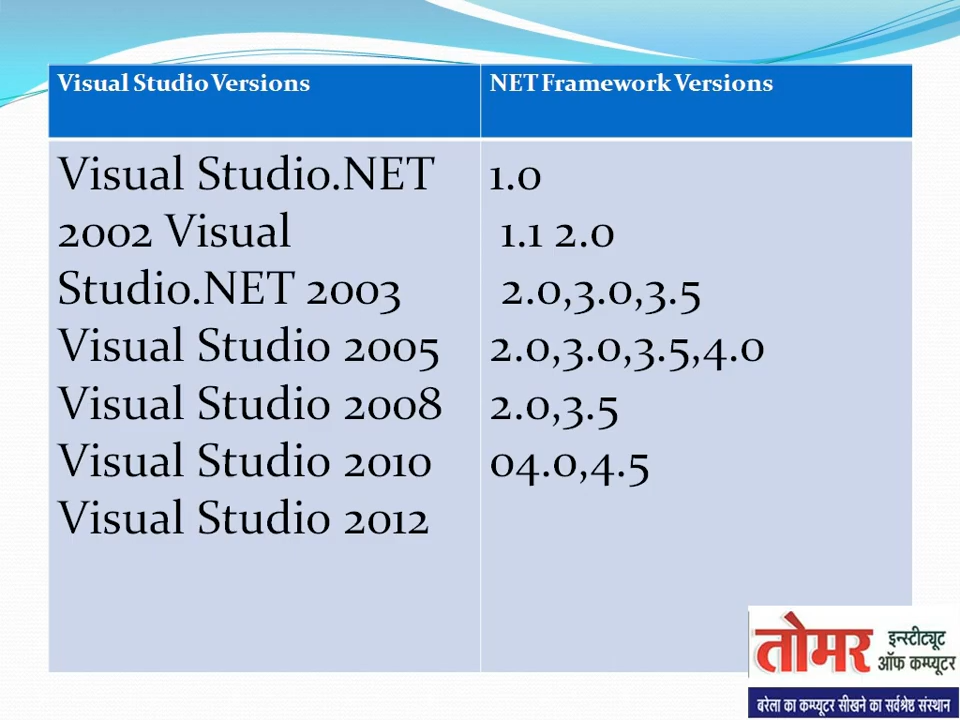 Visual Studio Versions
NET Framework Versions
Visual Studio.NET
2002 Visual
Studio.NET 2003
Visual Studio 2005
Visual Studio 2008
Visual Studio 2010
Visual Studio 2012
1.0
1.1 2.0
2.0,3.0,3.5
2.0,3.0,3.5,4.0
2.0,3.5
04.0,4.5
तोमर
इन्स्टीट्यूट
ऑफ कम्प्यूटर
बरेला का कम्प्यूटर सीखने का सर्वश्रेष्ठ संस्थान